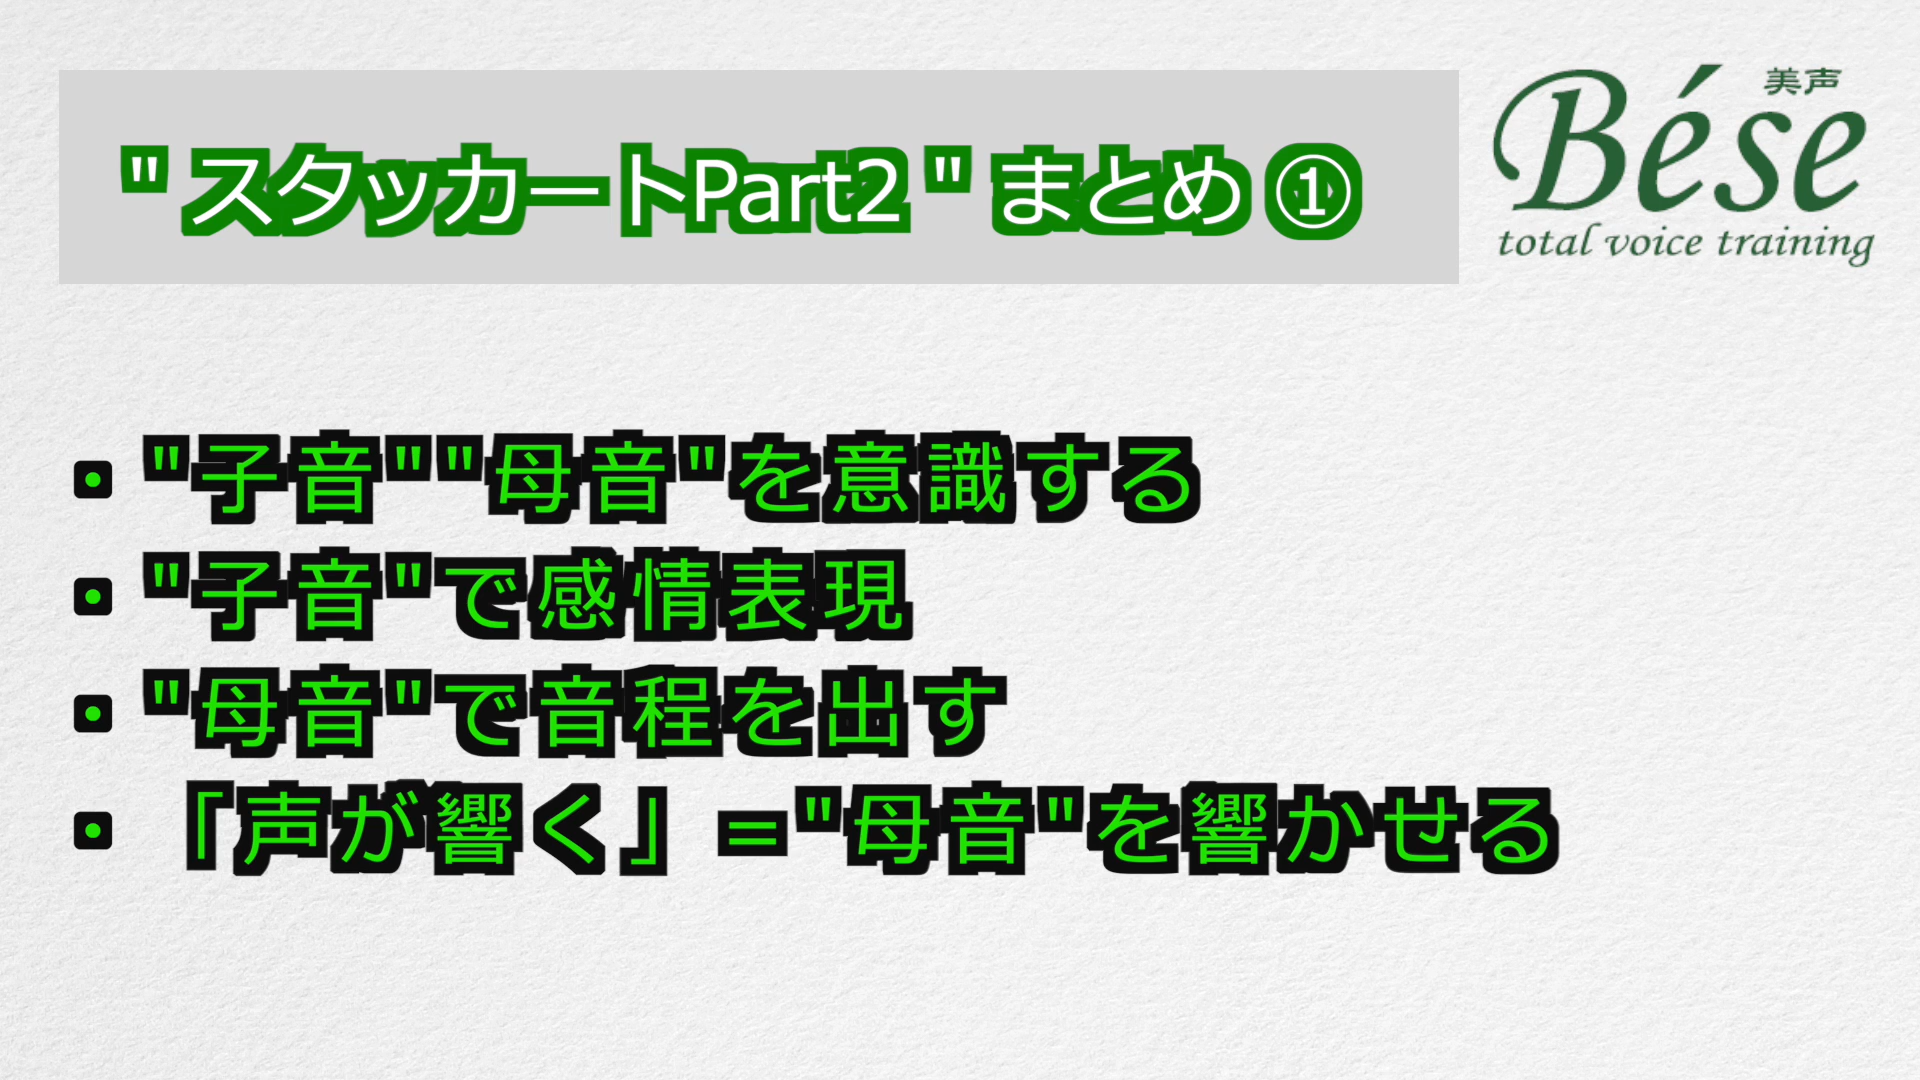 "スタッカートPart2"まとめ①
美声
Bése
total voice training
・"子音""母音"を意識する
・"子音"で感情表現
・"母音"で音程を出す
・「声が響く」="母音"を響かせる